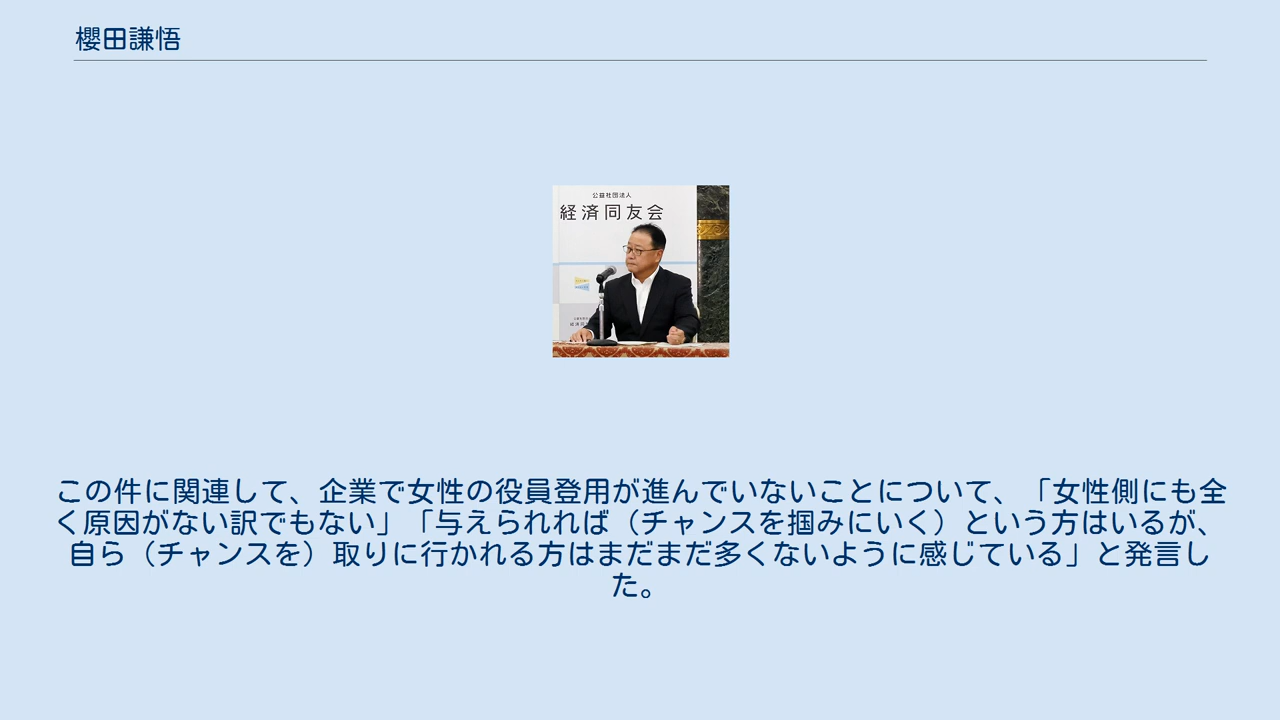 櫻田謙悟
公益社団法人
経済同友会
この件に関連して、企業で女性の役員登用が進んでいないことについて、「女性側にも全
く原因がない訳でもない」「与えられれば（チャンスを掴みにいく）という方はいるが、
自ら（チャンスを）取りに行かれる方はまだまだ多くないように感じている」と発言し
た。